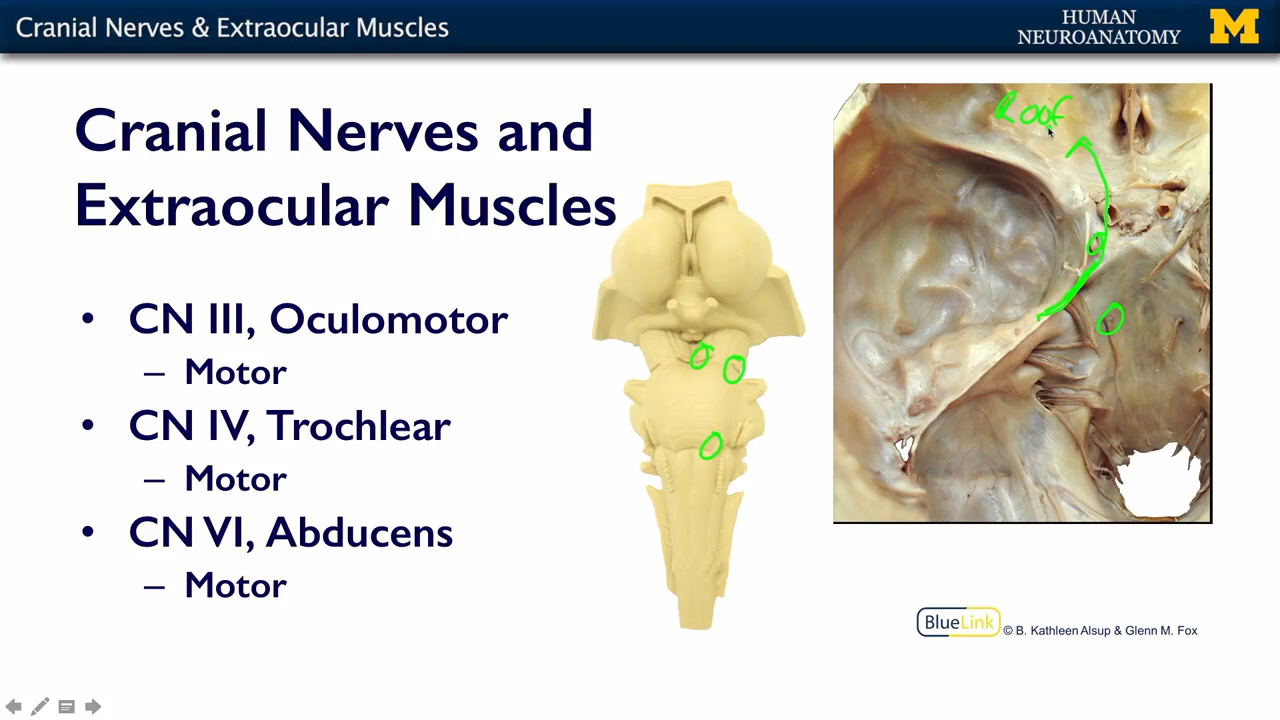 Cranial Nerves & Extraocular Muscles
HUMAN
NEUROANATOMY
M
Cranial Nerves and
Extraocular Muscles
• CN III, Oculomotor
– Motor
• CN IV, Trochlear
– Motor
• CN VI, Abducens
– Motor
Roof
BlueLink © B. Kathleen Alsup & Glenn M. Fox